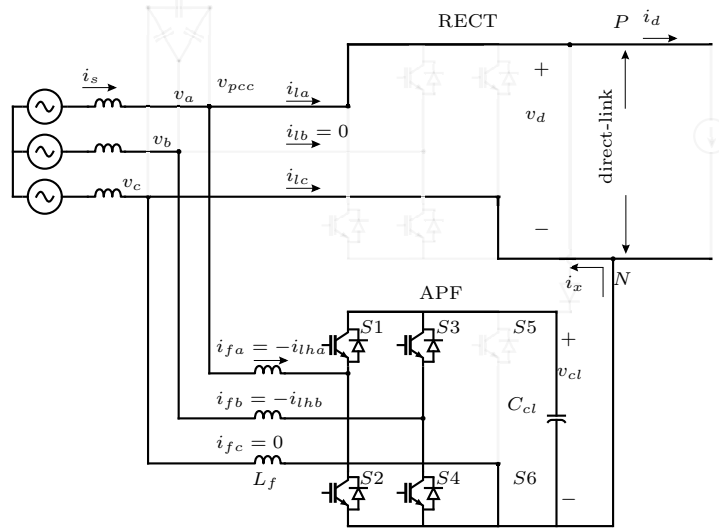 RECT
P
i_d
i_s
v_a
v_pcc
i_la
+
v_d
direct-link
v_b
i_lb = 0
v_c
i_lc
−
i_x
N
APF
S1
S3
S5
+
i_fa = −i_lha
v_cl
i_fb = −i_lhb
C_cl
i_fc = 0
L_f
S2
S4
S6
−